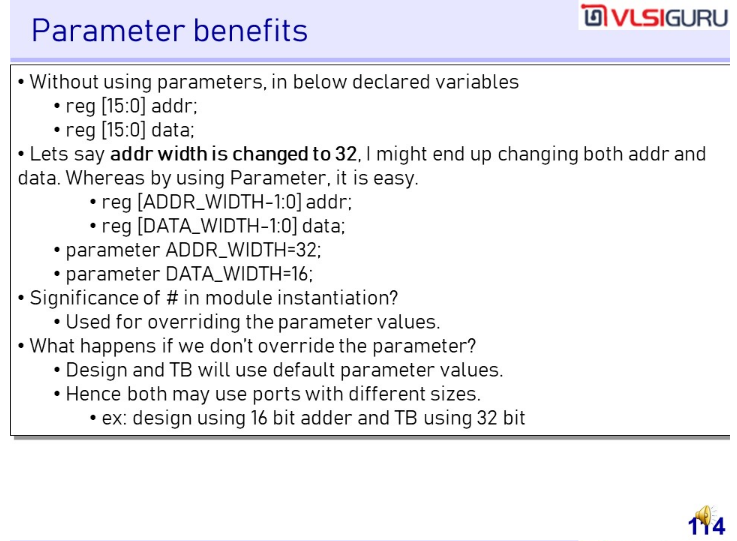 Parameter benefits
VLSIGURU
• Without using parameters, in below declared variables
• reg [15:0] addr;
• reg [15:0] data;
• Lets say addr width is changed to 32, I might end up changing both addr and
data. Whereas by using Parameter, it is easy.
• reg [ADDR_WIDTH-1:0] addr;
• reg [DATA_WIDTH-1:0] data;
• parameter ADDR_WIDTH=32;
• parameter DATA_WIDTH=16;
• Significance of # in module instantiation?
• Used for overriding the parameter values.
• What happens if we don't override the parameter?
• Design and TB will use default parameter values.
• Hence both may use ports with different sizes.
• ex: design using 16 bit adder and TB using 32 bit
114